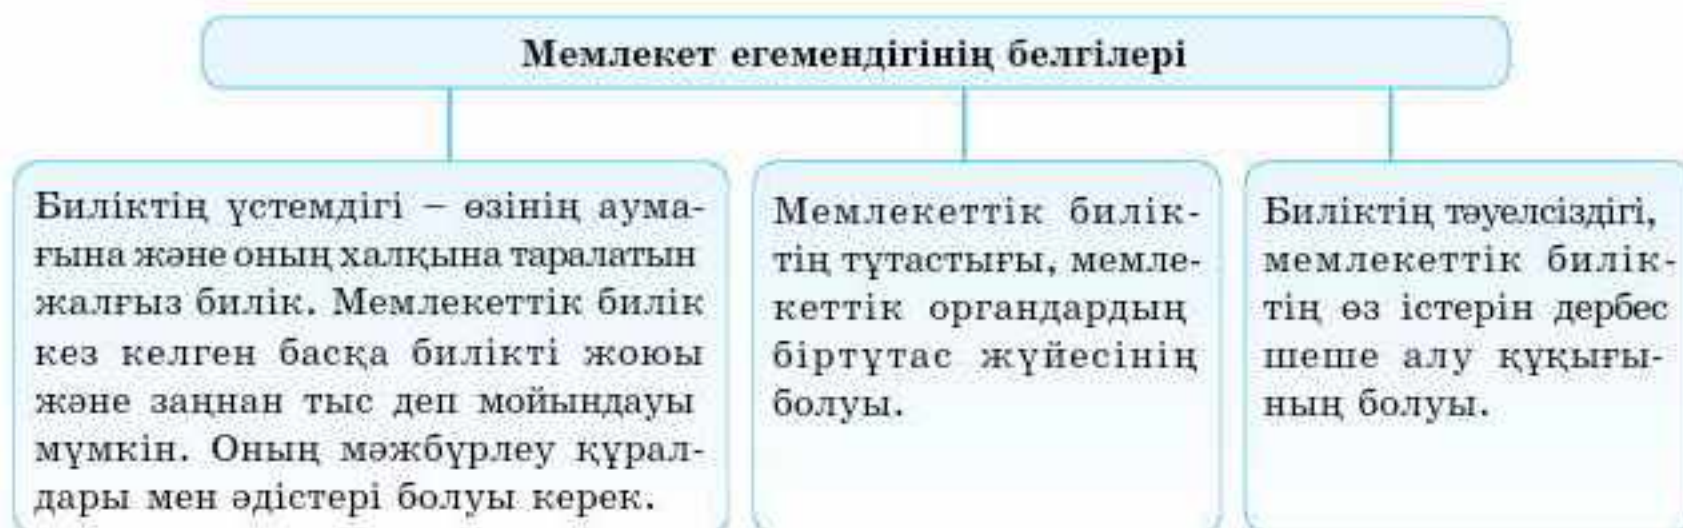 Мемлекет егемендігінің белгілері
Биліктің үстемдігі – өзінің аума-
ғына және оның халқына таралатын
жалғыз билік. Мемлекеттік билік
кез келген басқа билікті жоюы
және заңнан тыс деп мойындауы
мүмкін. Оның мәжбүрлеу құрал-
дары мен әдістері болуы керек.
Мемлекеттік билік-
тің тұтастығы, мемле-
кеттік органдардың
біртұтас жүйесінің
болуы.
Биліктің тәуелсіздігі,
мемлекеттік билік-
тің өз істерін дербес
шеше алу құқығы-
ның болуы.